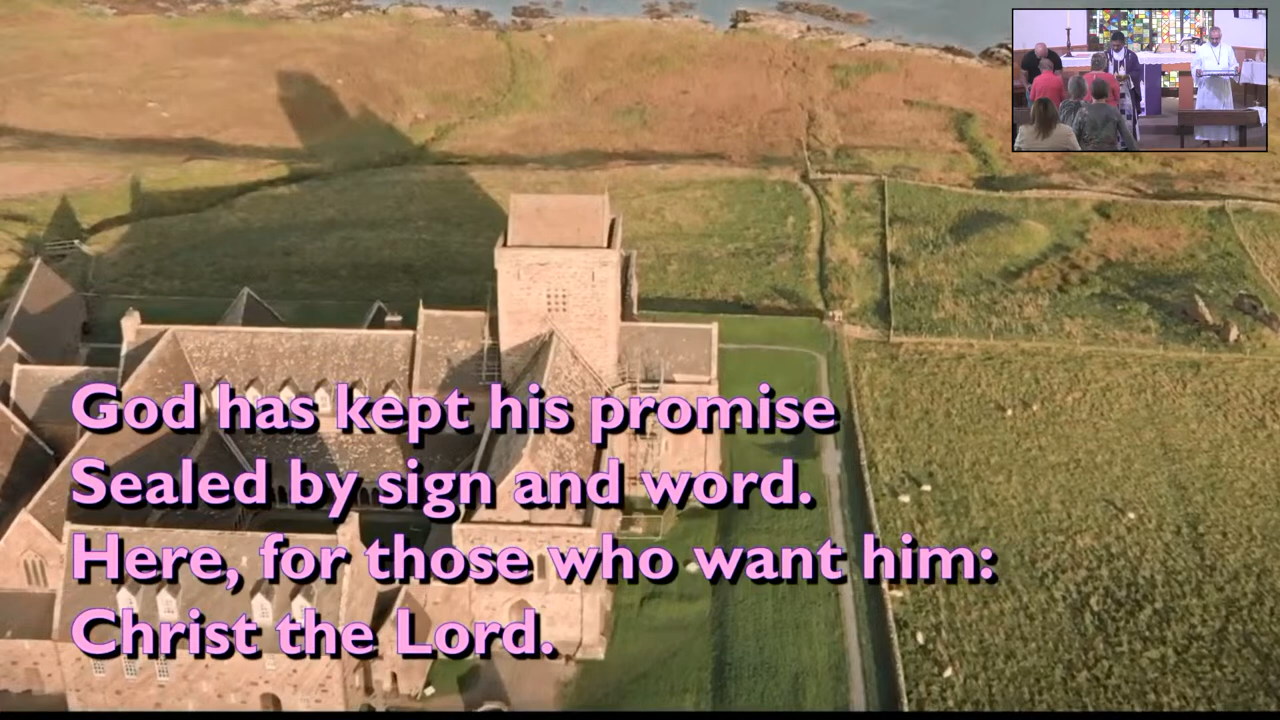 God has kept his promise
Sealed by sign and word.
Here, for those who want him:
Christ the Lord.